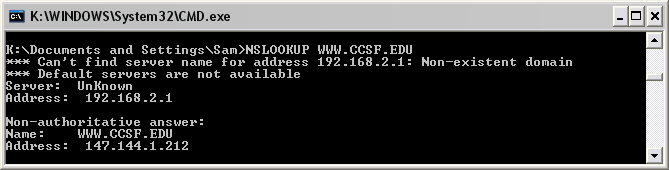 K:\WINDOWS\System32\CMD.exe
K:\Documents and Settings\Sam>NSLOOKUP WWW.CCSF.EDU
*** Can't find server name for address 192.168.2.1: Non-existent domain
*** Default servers are not available
Server:  UnKnown
Address:  192.168.2.1
Non-authoritative answer:
Name:    WWW.CCSF.EDU
Address:  147.144.1.212